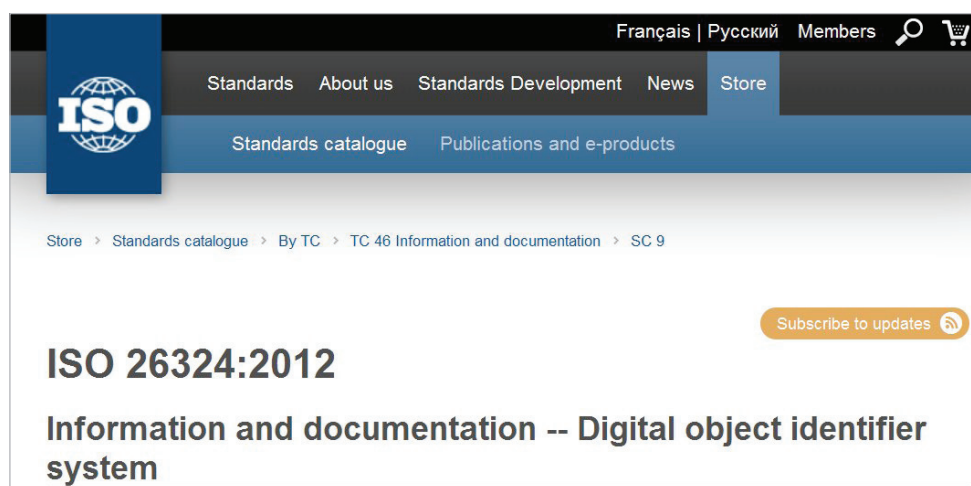 Français | Русский Members
ISO
Standards About us Standards Development News Store
Standards catalogue Publications and e-products
Store > Standards catalogue > By TC > TC 46 Information and documentation > SC 9
Subscribe to updates
ISO 26324:2012
Information and documentation -- Digital object identifier
system